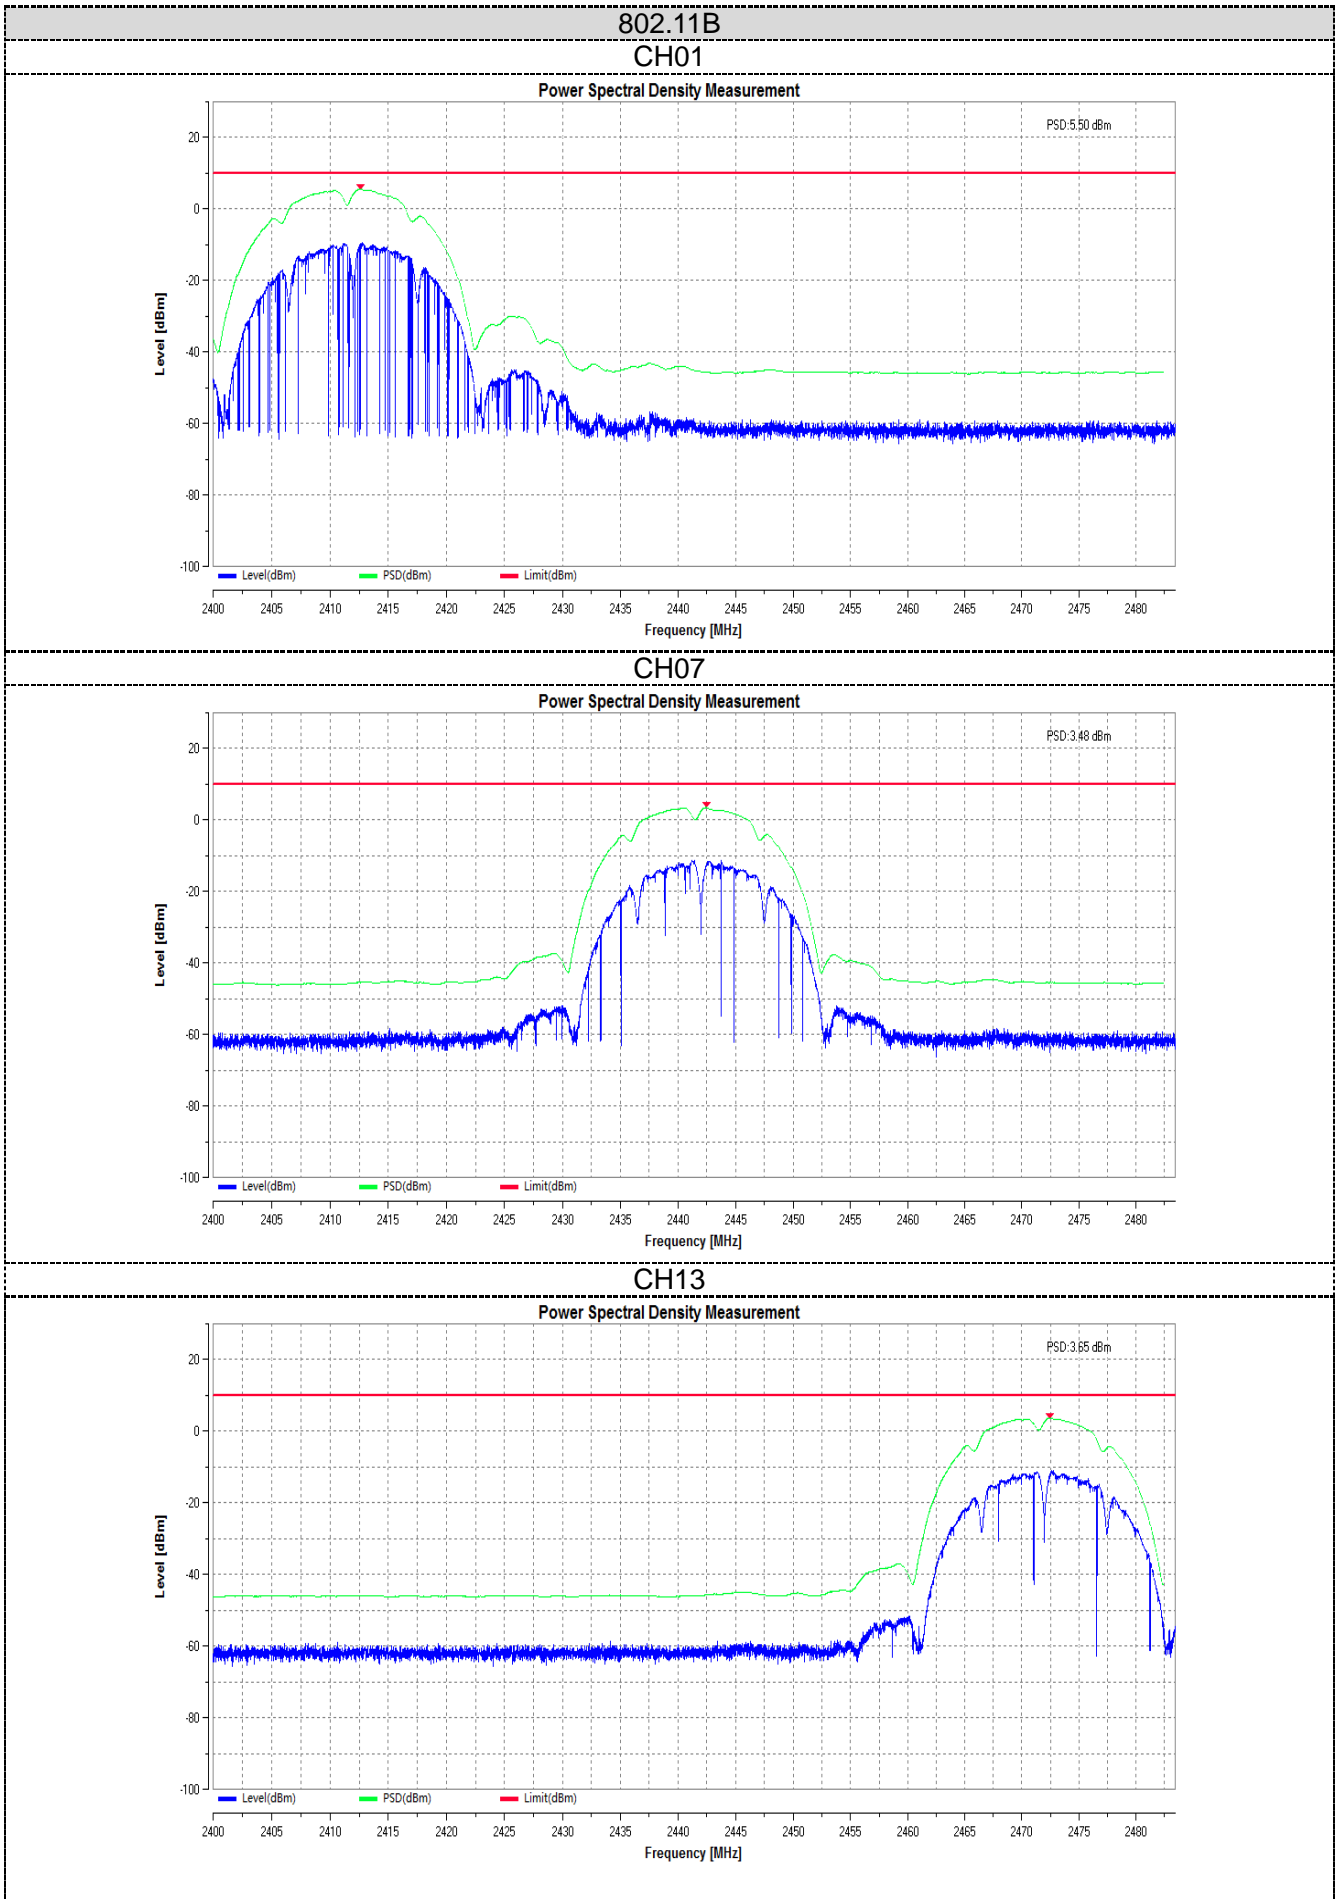 802.11B
CH01
Power Spectral Density Measurement
PSD:5.50 dBm
20
0
-20
-40
-60
-80
-100
Level [dBm]
Level(dBm) PSD(dBm) Limit(dBm)
2400 2405 2410 2415 2420 2425 2430 2435 2440 2445 2450 2455 2460 2465 2470 2475 2480
Frequency [MHz]
CH07
Power Spectral Density Measurement
PSD:3.48 dBm
20
0
-20
-40
-60
-80
-100
Level [dBm]
Level(dBm) PSD(dBm) Limit(dBm)
2400 2405 2410 2415 2420 2425 2430 2435 2440 2445 2450 2455 2460 2465 2470 2475 2480
Frequency [MHz]
CH13
Power Spectral Density Measurement
PSD:3.65 dBm
20
0
-20
-40
-60
-80
-100
Level [dBm]
Level(dBm) PSD(dBm) Limit(dBm)
2400 2405 2410 2415 2420 2425 2430 2435 2440 2445 2450 2455 2460 2465 2470 2475 2480
Frequency [MHz]